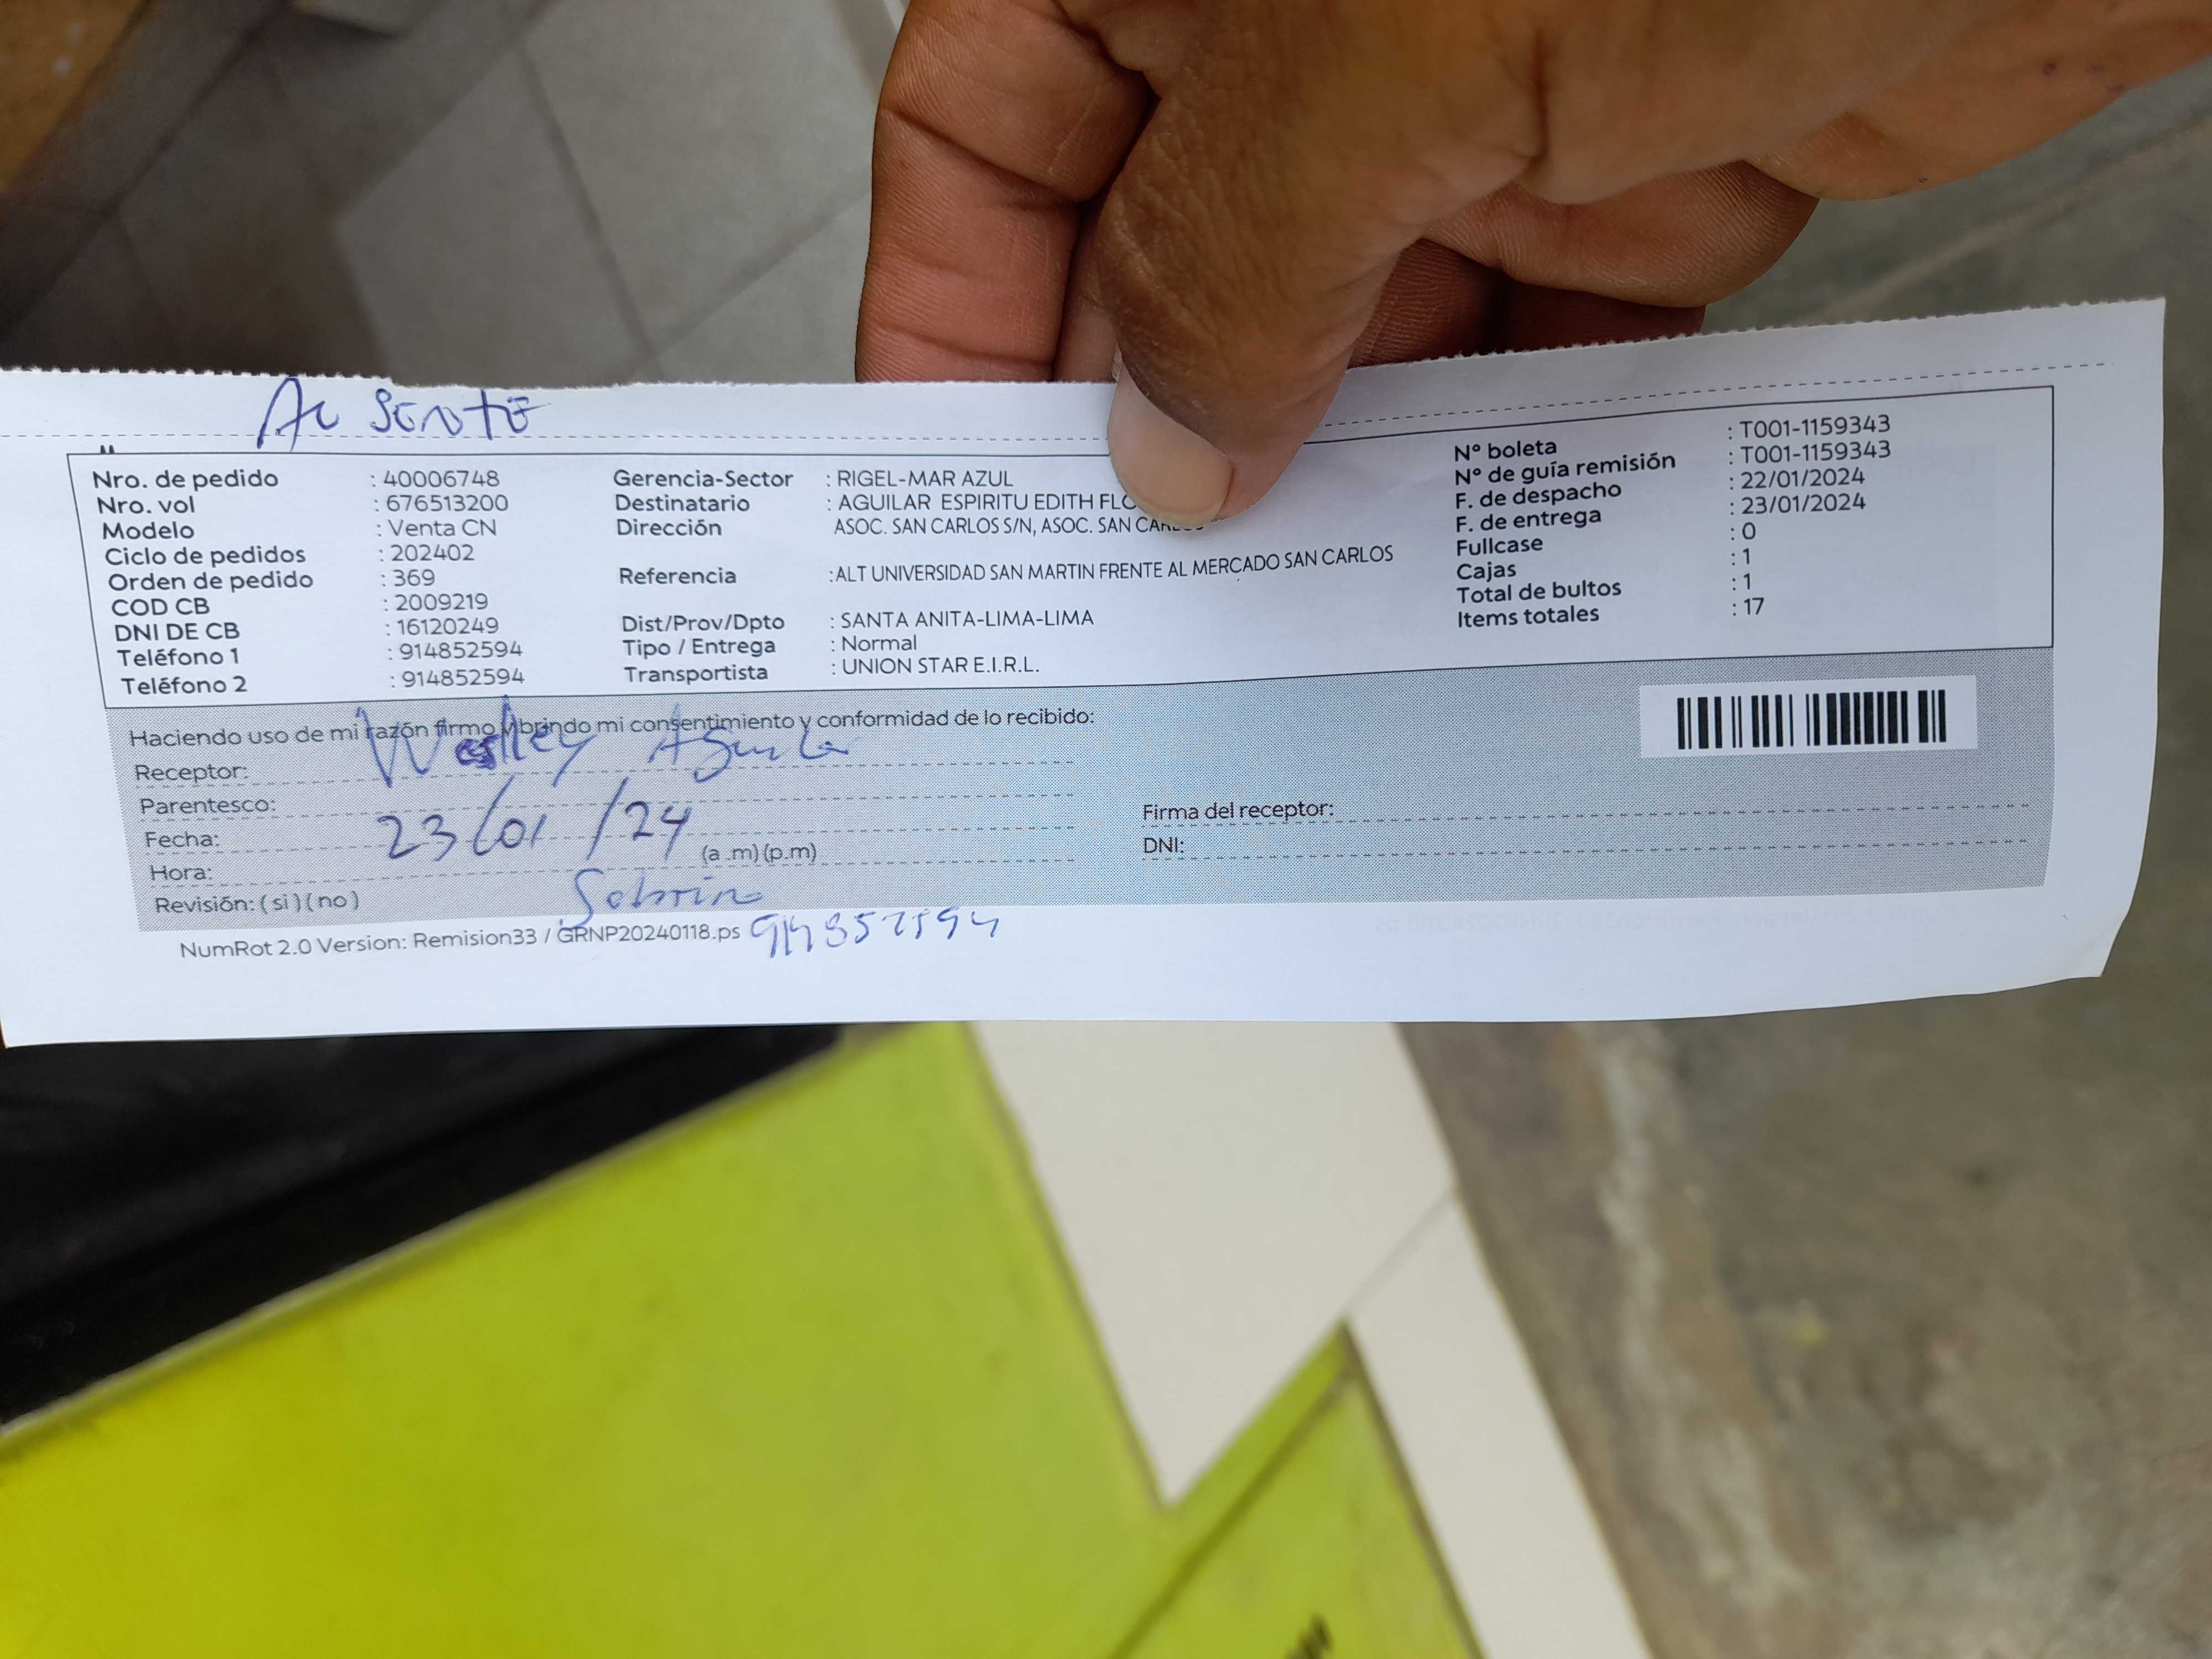 Ausente
Nro. de pedido : 40006748
Nro. vol : 676513200
Modelo : Venta CN
Ciclo de pedidos : 202402
Orden de pedido : 369
COD CB : 2009219
DNI DE CB : 16120249
Teléfono 1 : 914852594
Teléfono 2 : 914852594
Gerencia-Sector : RIGEL-MAR AZUL
Destinatario : AGUILAR ESPIRITU EDITH
Dirección ASOC. SAN CARLOS S/N, ASOC. SAN CARLOS
Referencia :ALT UNIVERSIDAD SAN MARTIN FRENTE AL MERCADO SAN CARLOS
Dist/Prov/Dpto : SANTA ANITA-LIMA-LIMA
Tipo / Entrega : Normal
Transportista : UNION STAR E.I.R.L.
Nº boleta : T001-1159343
Nº de guía remisión : T001-1159343
F. de despacho : 22/01/2024
F. de entrega : 23/01/2024
Fullcase : 0
Cajas : 1
Total de bultos : 1
Items totales : 17
Haciendo uso de mi razón firmo y brindo mi consentimiento y conformidad de lo recibido:
Receptor: Weslley
Parentesco:
Fecha: 23/01/24
Hora: (a.m)(p.m)
Revisión: (si)(no) Sobrino
Firma del receptor:
DNI:
NumRot 2.0 Version: Remision33 / GRNP20240118.ps 914852594